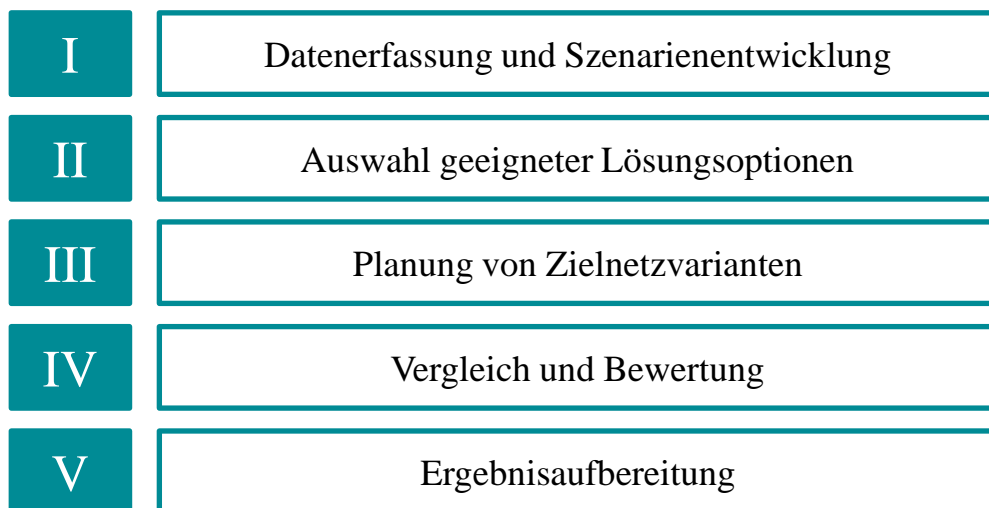 I Datenerfassung und Szenarienentwicklung
II Auswahl geeigneter Lösungsoptionen
III Planung von Zielnetzvarianten
IV Vergleich und Bewertung
V Ergebnisaufbereitung